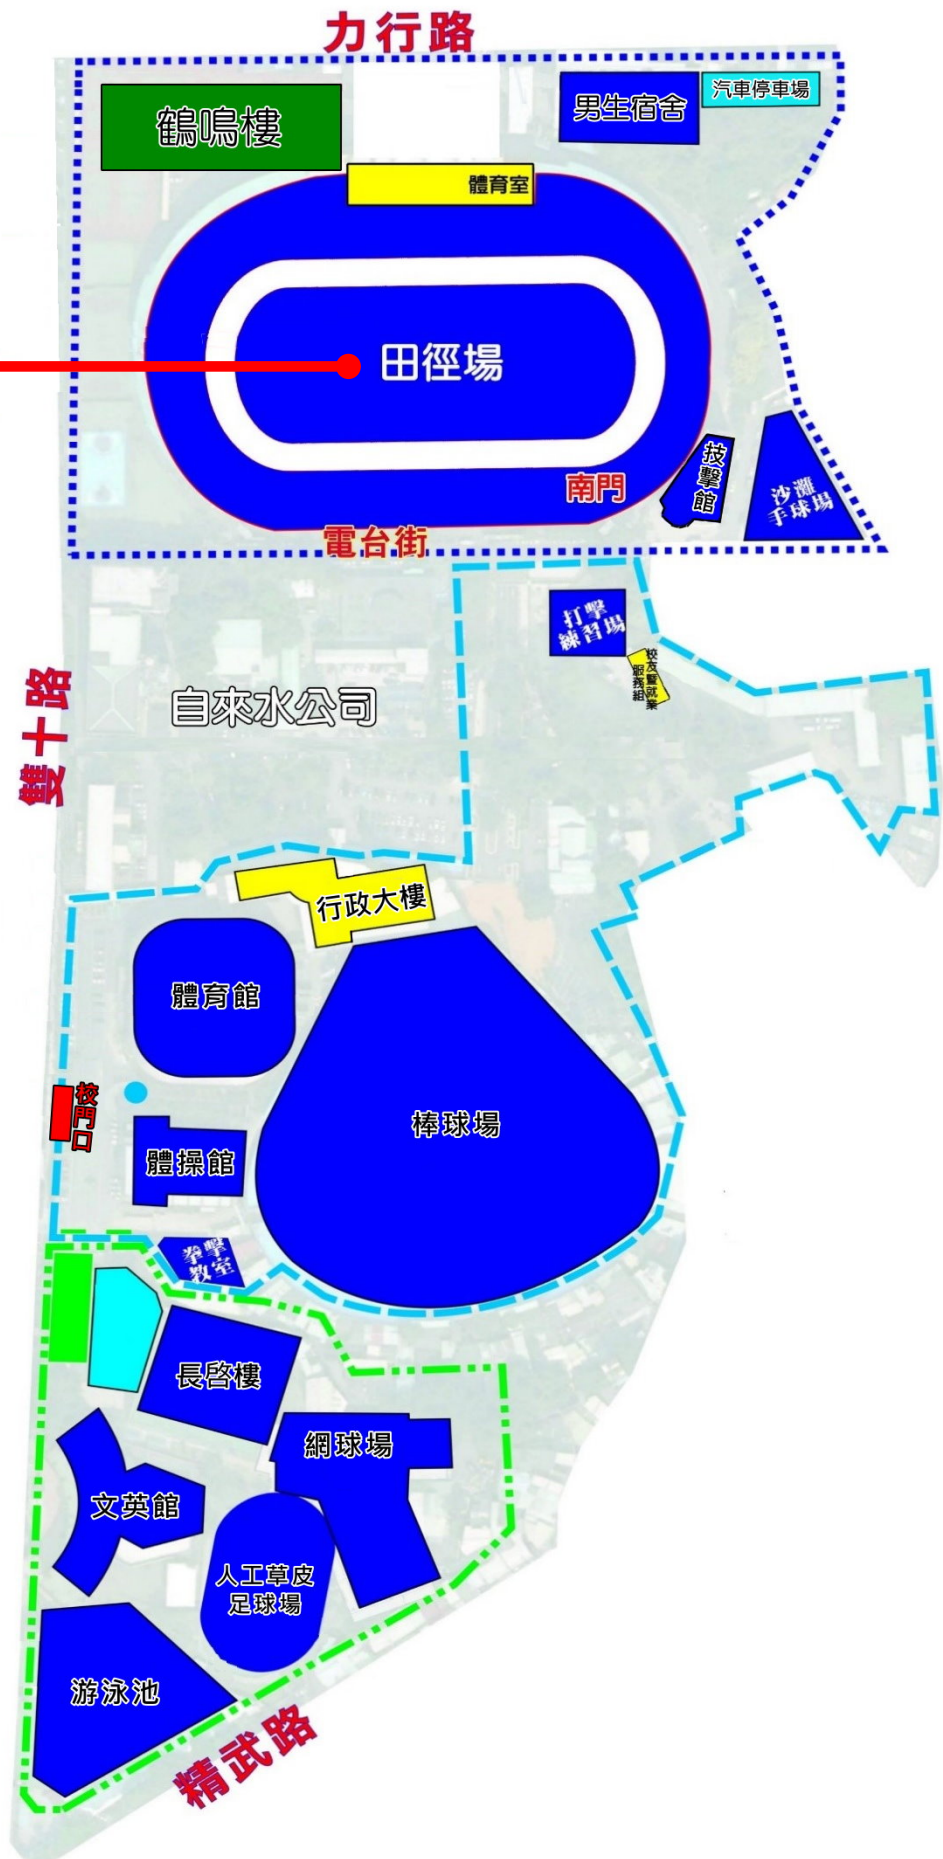 力行路
鶴鳴樓
男生宿舍
汽車停車場
體育室
田徑場
技擊館
沙灘
手球場
南門
電台街
打擊
練習場
校友暨就業
服務組
自來水公司
雙十路
行政大樓
體育館
校門口
棒球場
體操館
拳擊
教室
長啓樓
網球場
文英館
人工草皮
足球場
游泳池
精武路